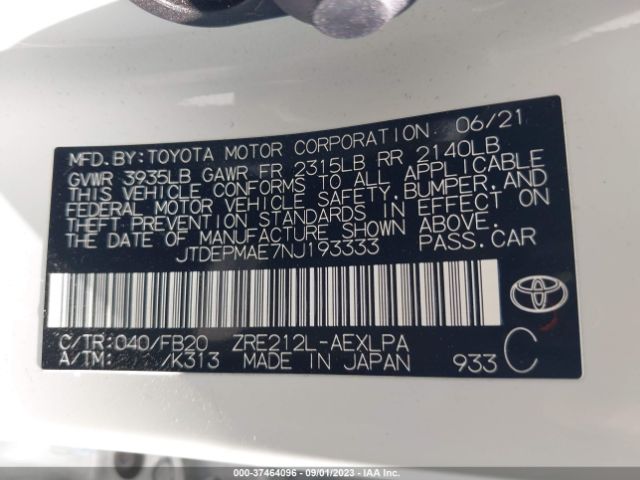 MFD. BY: TOYOTA MOTOR CORPORATION 06/21
GVWR 3935LB GAWR FR 2315LB RR 2140LB
THIS VEHICLE CONFORMS TO ALL APPLICABLE
FEDERAL MOTOR VEHICLE SAFETY, BUMPER, AND
THEFT PREVENTION STANDARDS IN EFFECT ON
THE DATE OF MANUFACTURE SHOWN ABOVE.
JTDEPMAE7NJ193333 PASS. CAR
C/TR: 040/FB20 ZRE212L-AEXLPA
A/TM: /K313 MADE IN JAPAN 933 C
000-37464096 - 09/01/2023 - IAA Inc.